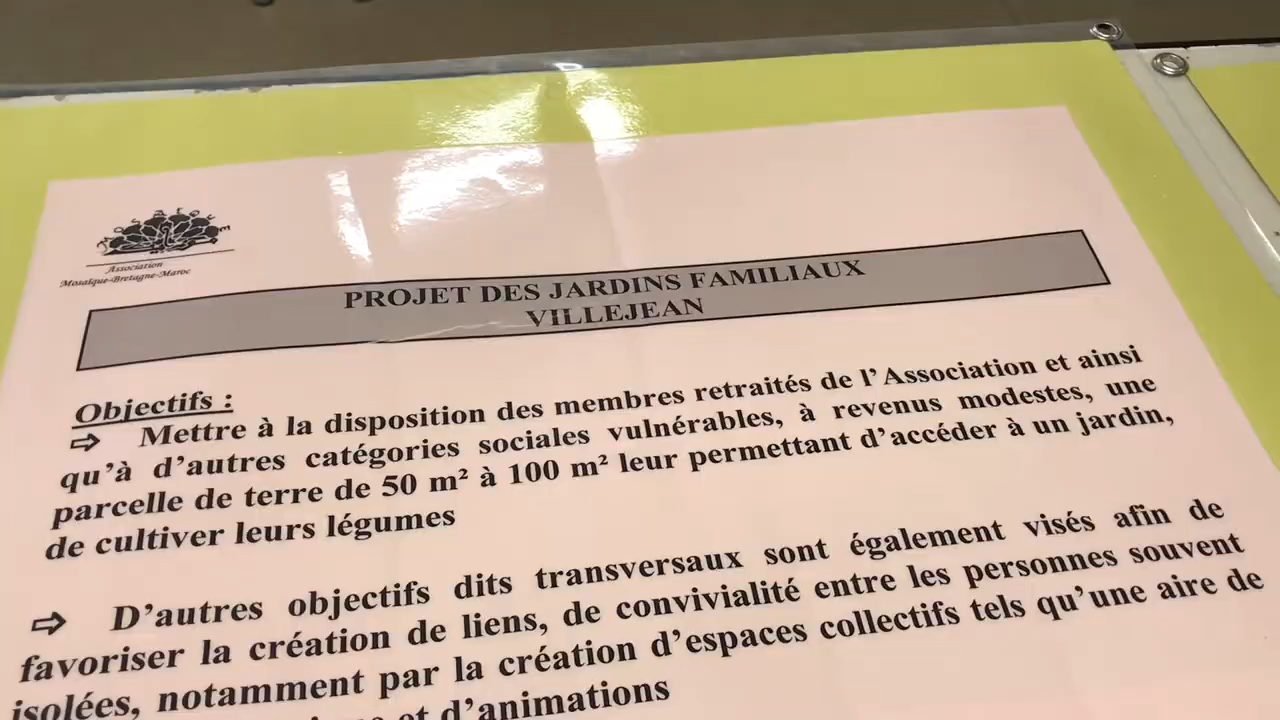 Association
Mosaïque-Bretagne-Maroc
PROJET DES JARDINS FAMILIAUX
VILLEJEAN
Objectifs :
⇨ Mettre à la disposition des membres retraités de l'Association et ainsi
qu'à d'autres catégories sociales vulnérables, à revenus modestes, une
parcelle de terre de 50 m² à 100 m² leur permettant d'accéder à un jardin,
de cultiver leurs légumes
⇨ D'autres objectifs dits transversaux sont également visés afin de
favoriser la création de liens, de convivialité entre les personnes souvent
isolées, notamment par la création d'espaces collectifs tels qu'une aire de
et d'animations